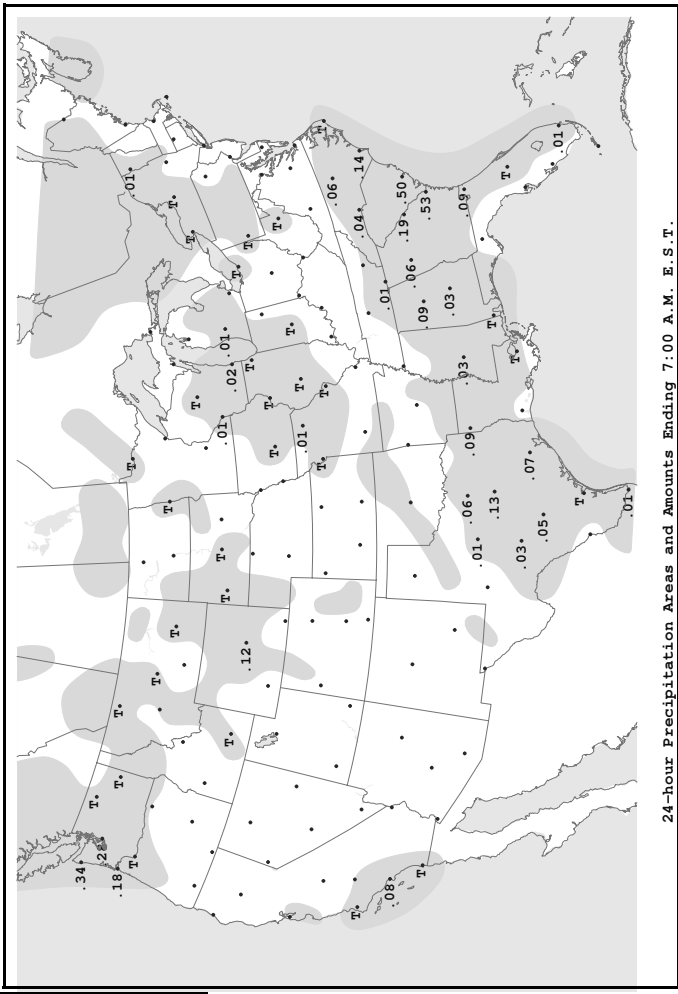 .34
T
.18
T
T
.01
T
T
T
T
T
T
T
T
.01
T
.01
T
T
.02
T
.12
T
T
T
T
T
T
T
.01
T
T
T
.06
T
.04
.14
.01
.08
.50
.19
.06
T
.09
.53
.03
.03
.09
.06
.09
.01
T
.13
T
T
.03
.07
.05
.01
T
.01
24-hour Precipitation Areas and Amounts Ending 7:00 A.M. E.S.T.